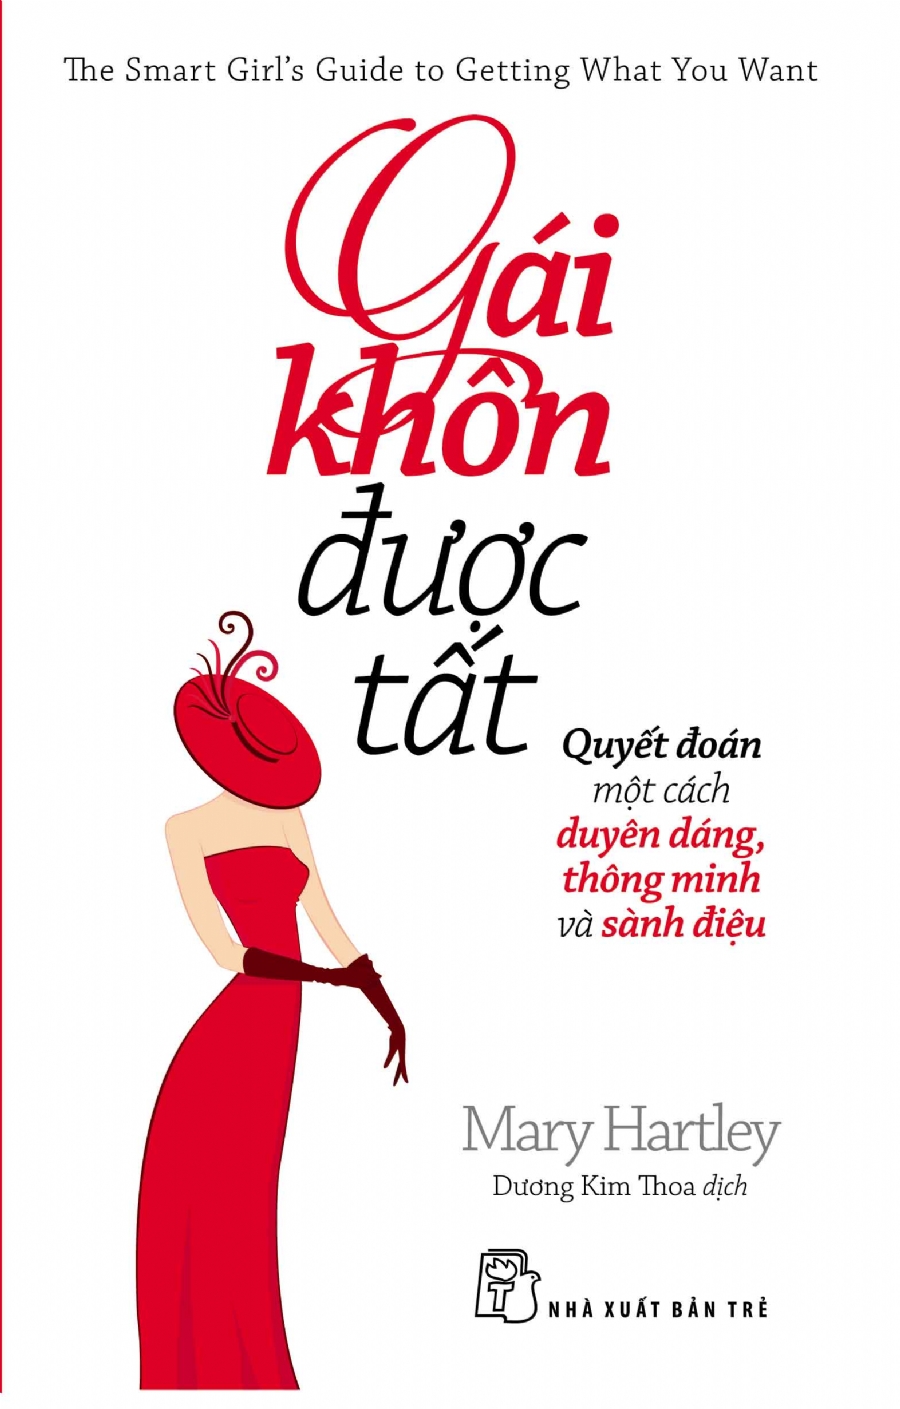 The Smart Girl's Guide to Getting What You Want
Gái
khôn
được
tất
Quyết đoán
một cách
duyên dáng,
thông minh
và sành điệu
Mary Hartley
Dương Kim Thoa dịch
T
NHÀ XUẤT BẢN TRẺ